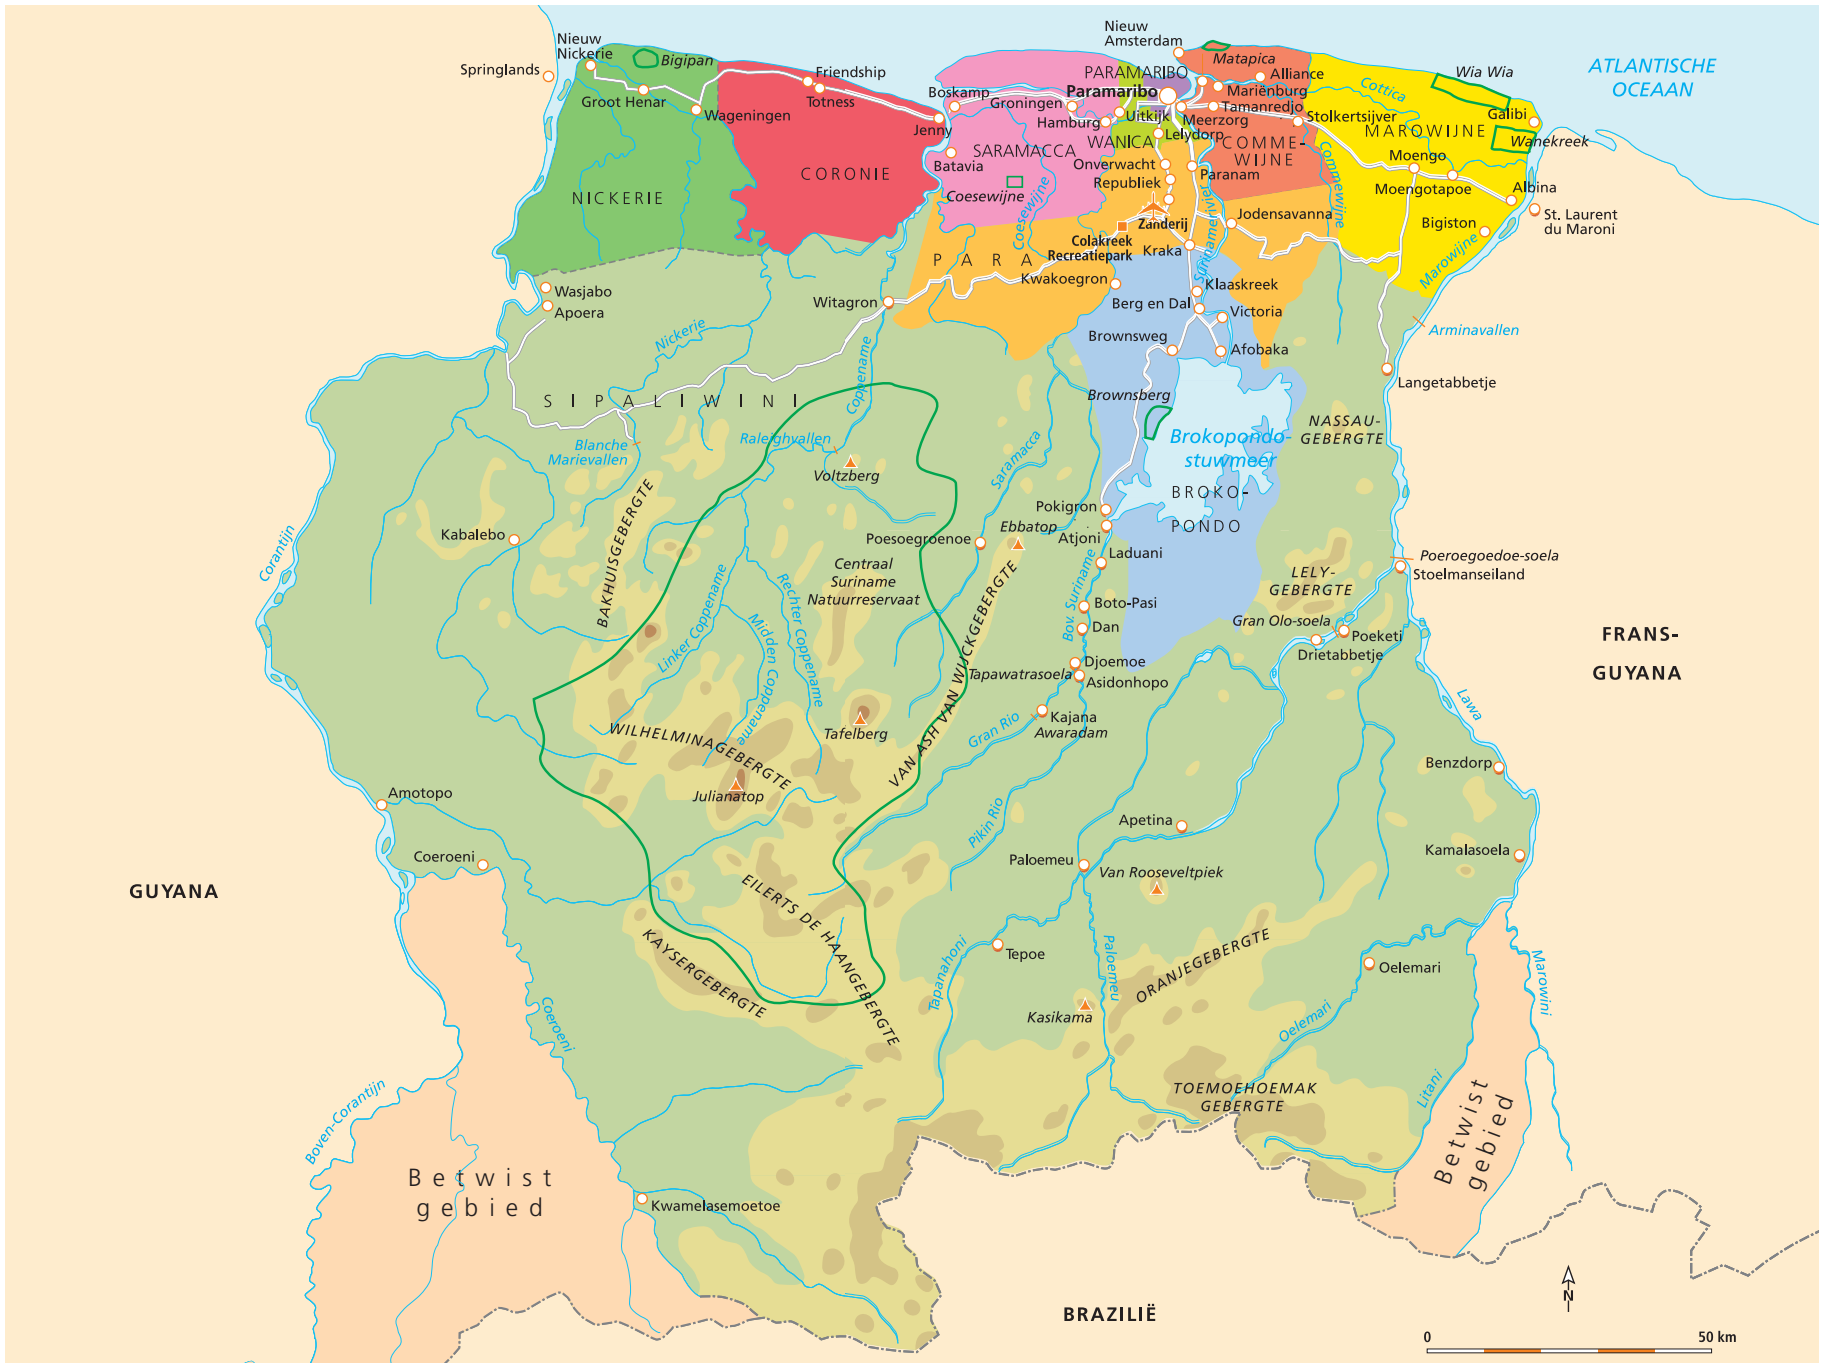 Nieuw
Nickerie
Springlands
Bigipan
Groot Henar
Wageningen
NICKERIE
Friendship
Totness
CORONIE
Jenny
Boskamp
Groningen
Hamburg
Batavia
SARAMACCA
Coesewijne
Coesewijne
Nieuw
Amsterdam
PARAMARIBO
Paramaribo
Uitkijk
WANICA
Lelydorp
Onverwacht
Republiek
Matapica
Alliance
Mariënburg
Tamanredjo
Meerzorg
COMME-
WIJNE
Paranam
Stolkertsijver
Commewijne
Cottica
Wia Wia
Galibi
MAROWIJNE
Wanekreek
Moengo
Moengotapoe
Albina
Bigiston
St. Laurent
du Maroni
Marowijne
ATLANTISCHE
OCEAAN
Zanderij
Colakreek
Recreatiepark
Kraka
Surinamerivier
Jodensavanna
PARA
Kwakoegron
Klaaskreek
Berg en Dal
Victoria
Brownsweg
Afobaka
Brownsberg
Brokopondo-
stuwmeer
BROKO-
PONDO
Arminavallen
Langetabbetje
NASSAU-
GEBERGTE
Wasjabo
Apoera
Witagron
Nickerie
Coppename
SIPALIWINI
Blanche
Marievallen
Raleighvallen
Voltzberg
Saramacca
Corantijn
Kabalebo
BAKHUISGEBERGTE
Poesoegroenoe
Ebbatop
Pokigron
Atjoni
Laduani
Centraal
Suriname
Natuurreservaat
Linker Coppename
Midden Coppename
Rechter Coppename
VAN ASH VAN WIJCKGEBERGTE
Bov. Suriname
Boto-Pasi
Dan
Djoemoe
Tapawatrasoela
Asidonhopo
Kajana
Awaradam
Gran Rio
Pikin Rio
LELY-
GEBERGTE
Poeroegoedoe-soela
Stoelmanseiland
Gran Olo-soela
Poeketi
Drietabbetje
FRANS-
GUYANA
Lawa
WILHELMINAGEBERGTE
Tafelberg
Julianatop
Amotopo
Coeroeni
GUYANA
Benzdorp
Kamalasoela
Apetina
Paloemeu
Van Rooseveltpiek
EILERTS DE HAANGEBERGTE
KAYSERGEBERGTE
Tepoe
Tapanahoni
Paloemeu
Kasikama
ORANJEGEBERGTE
Oelemari
Oelemari
Marowini
Litani
TOEMOEHOEMAK
GEBERGTE
Coeroeni
Boven-Corantijn
Betwist
gebied
Betwist
gebied
Kwamelasemoetoe
BRAZILIË
N
0 50 km